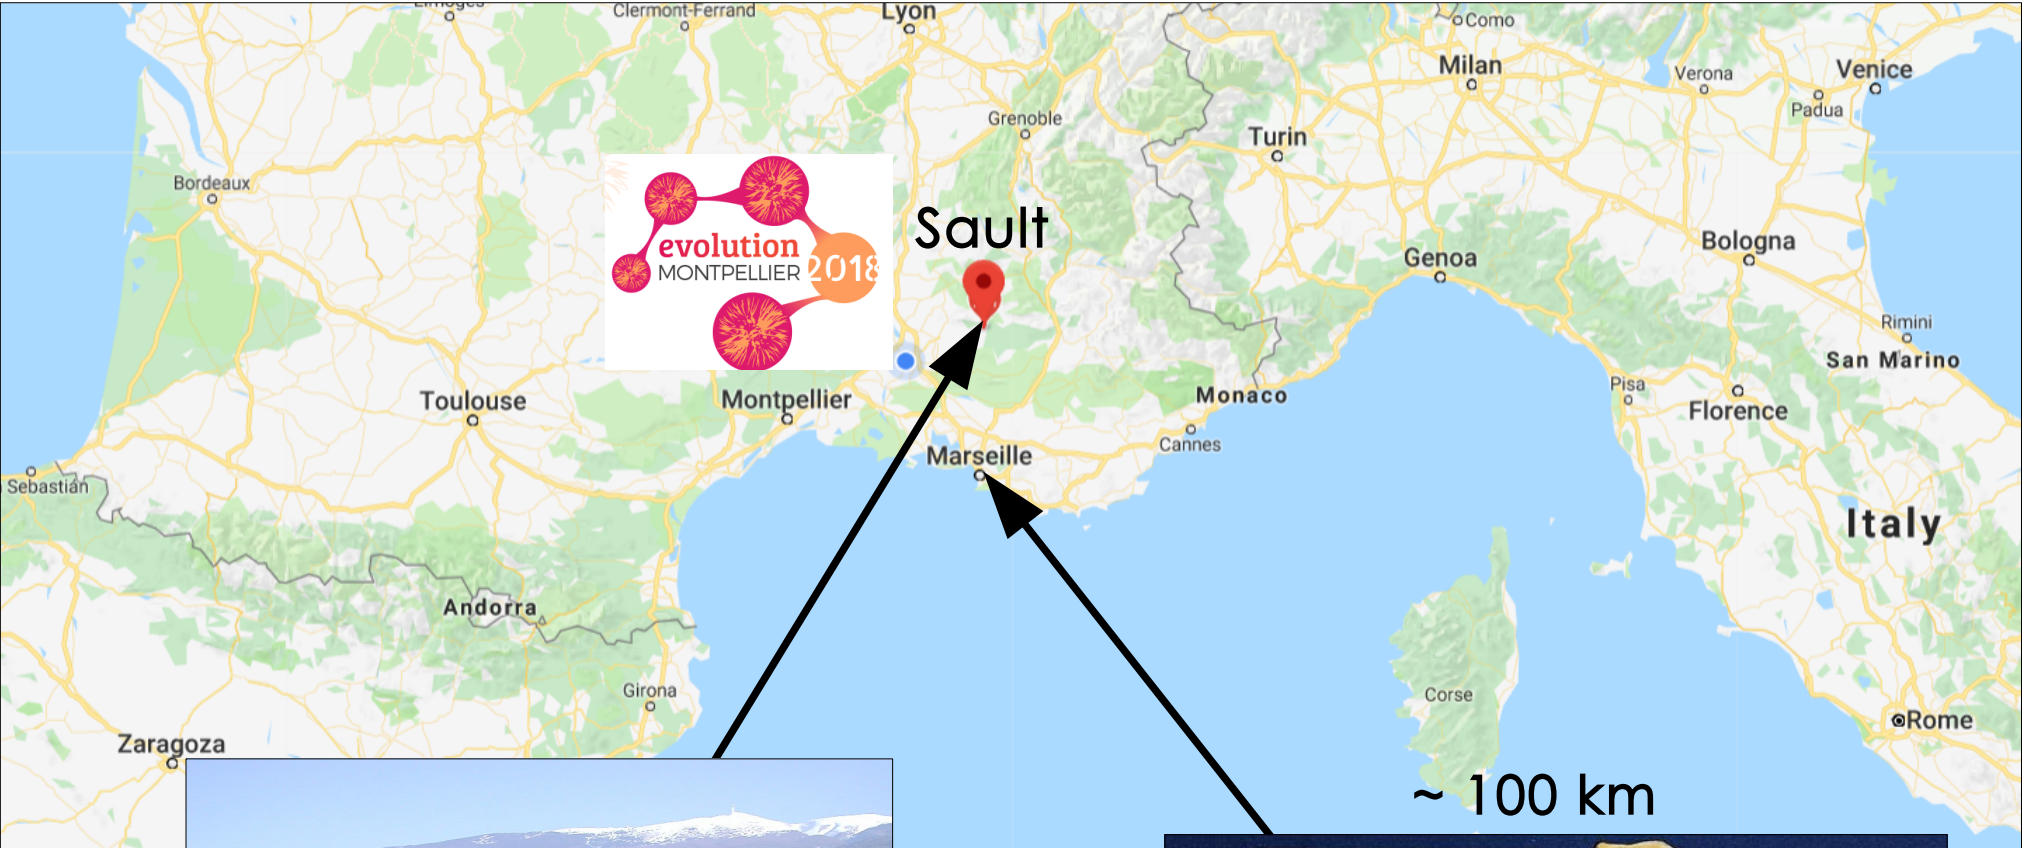 Limoges
Clermont-Ferrand
Lyon
Como
Milan
Verona
Venice
Padua
Grenoble
Turin
Bordeaux
evolution
MONTPELLIER 2018
Sault
Genoa
Bologna
Rimini
San Marino
Pisa
Florence
Toulouse
Montpellier
Monaco
Cannes
Marseille
Sebastián
Italy
Andorra
Girona
Corse
Rome
Zaragoza
~ 100 km